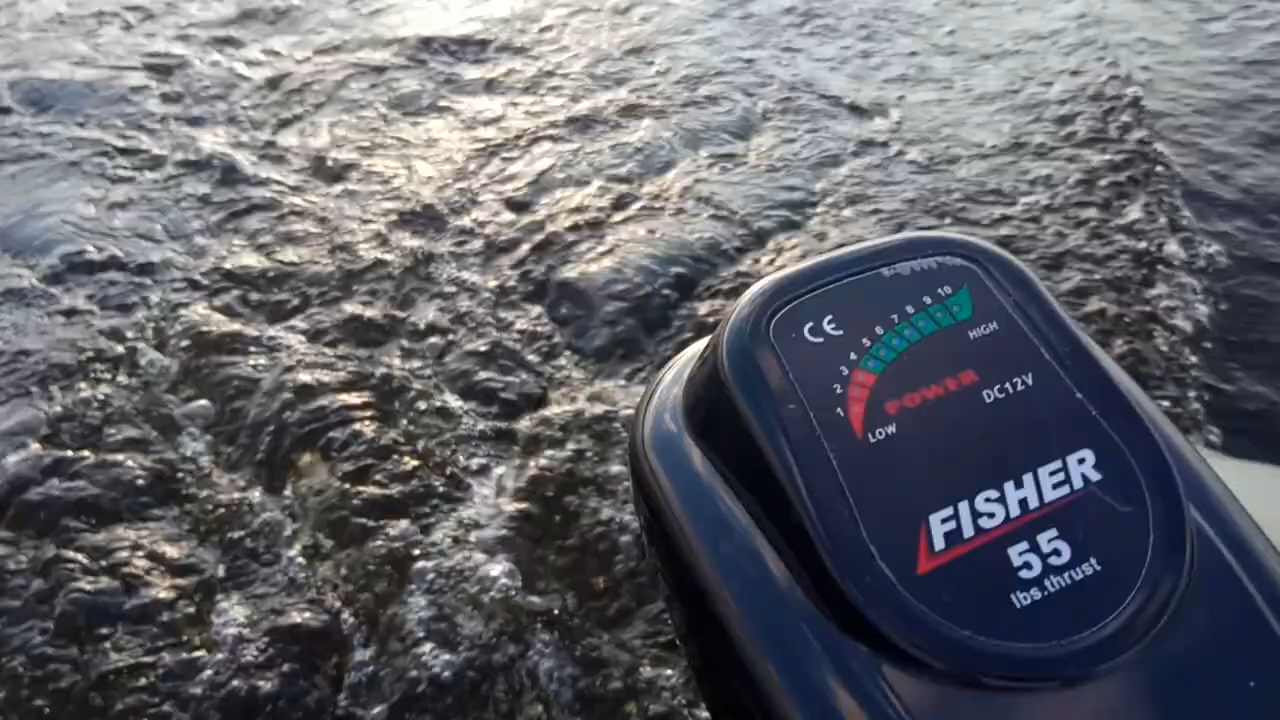 CE
1 2 3 4 5 6 7 8 9 10
LOW
HIGH
POWER
DC12V
FISHER
55
lbs.thrust